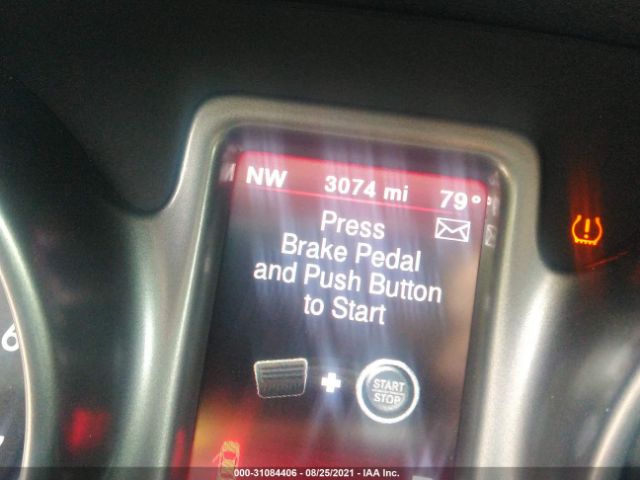 NW 3074 mi 79°
Press
Brake Pedal
and Push Button
to Start
START
STOP
6
000-31084406 - 08/25/2021 - IAA Inc.